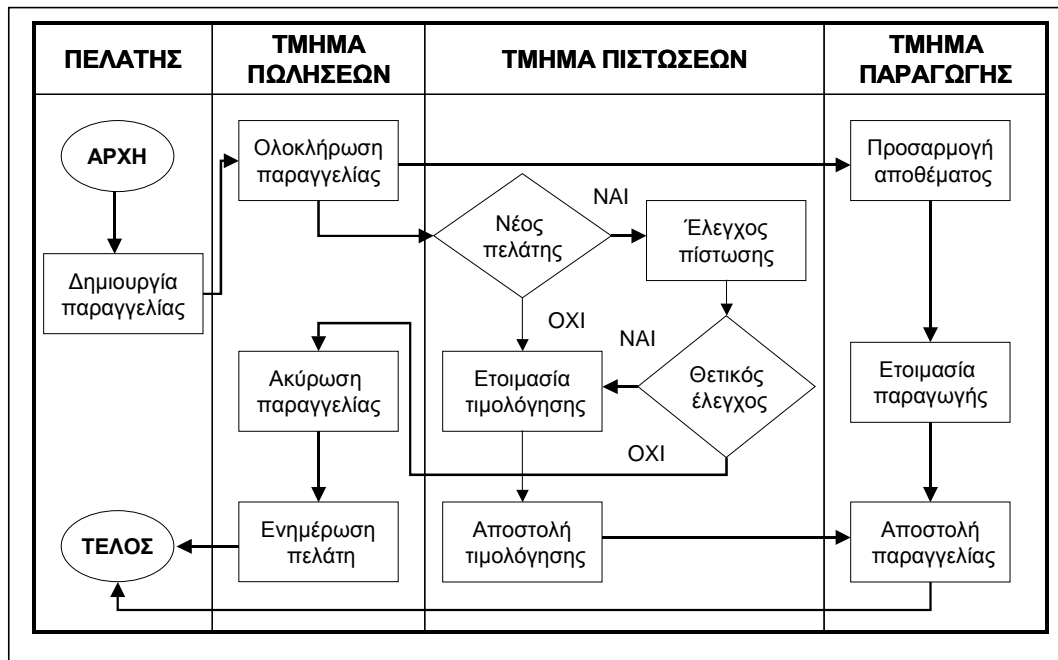 ΠΕΛΑΤΗΣ
ΤΜΗΜΑ
ΠΩΛΗΣΕΩΝ
ΤΜΗΜΑ ΠΙΣΤΩΣΕΩΝ
ΤΜΗΜΑ
ΠΑΡΑΓΩΓΗΣ
ΑΡΧΗ
Ολοκλήρωση
παραγγελίας
Προσαρμογή
αποθέματος
ΝΑΙ
Νέος
πελάτης
Έλεγχος
πίστωσης
Δημιουργία
παραγγελίας
ΟΧΙ
ΝΑΙ
Ακύρωση
παραγγελίας
Ετοιμασία
τιμολόγησης
Θετικός
έλεγχος
Ετοιμασία
παραγωγής
ΟΧΙ
ΤΕΛΟΣ
Ενημέρωση
πελάτη
Αποστολή
τιμολόγησης
Αποστολή
παραγγελίας